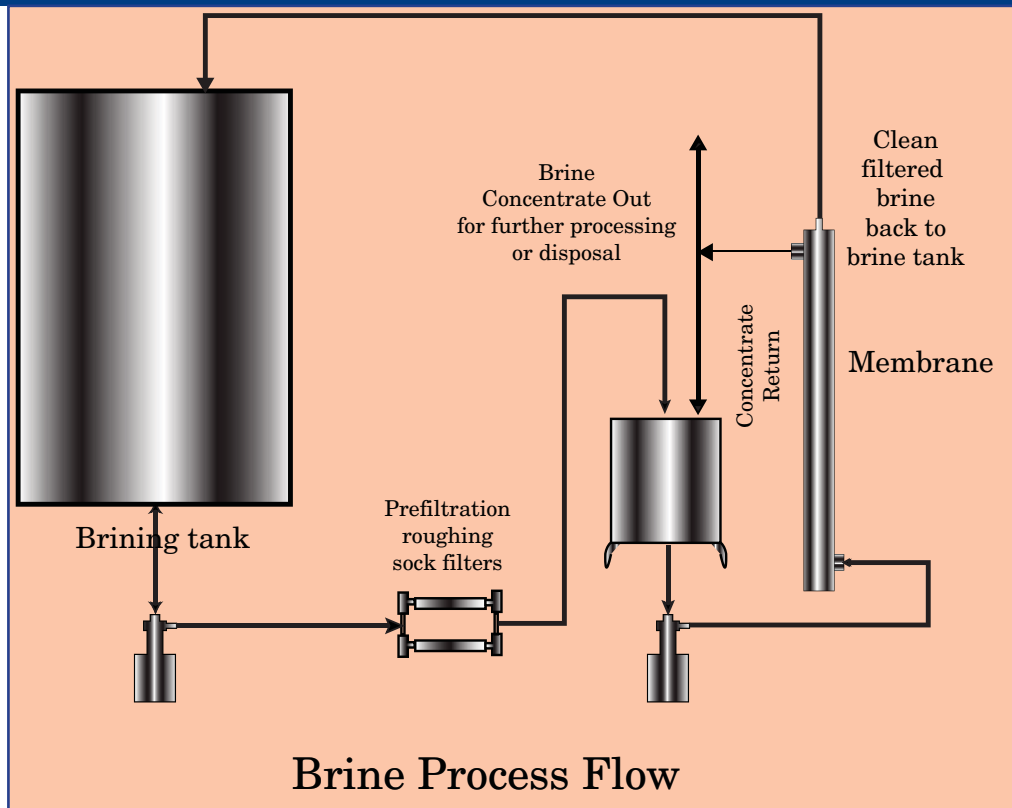 Clean
filtered
brine
back to
brine tank
Brine
Concentrate Out
for further processing
or disposal
Concentrate
Return
Membrane
Prefiltration
roughing
sock filters
Brining tank
Brine Process Flow